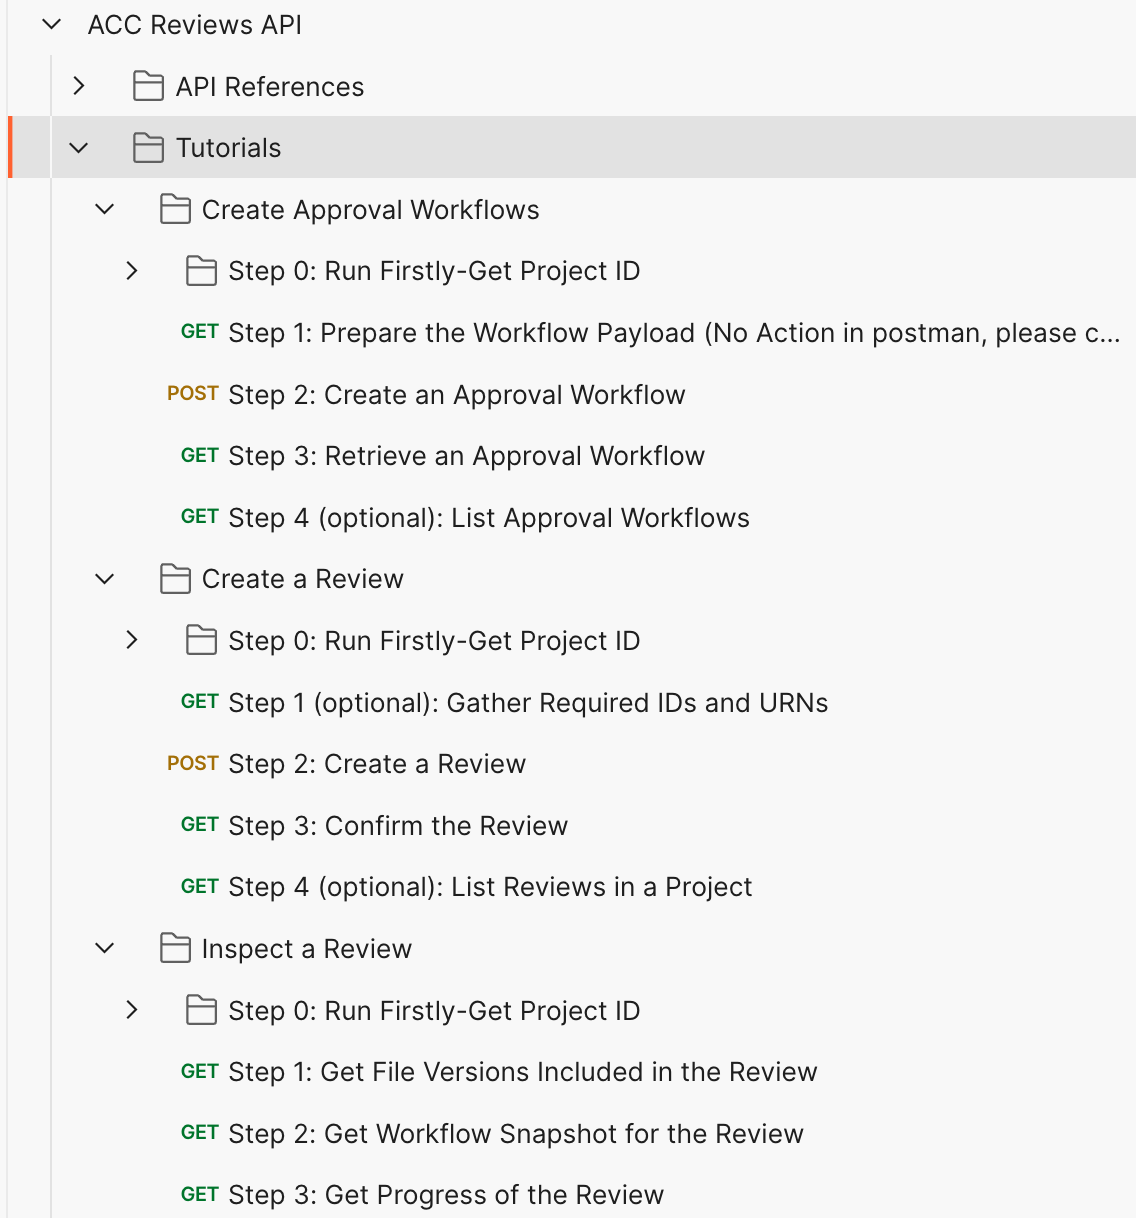 ACC Reviews API
API References
Tutorials
Create Approval Workflows
Step 0: Run Firstly-Get Project ID
GET Step 1: Prepare the Workflow Payload (No Action in postman, please c...
POST Step 2: Create an Approval Workflow
GET Step 3: Retrieve an Approval Workflow
GET Step 4 (optional): List Approval Workflows
Create a Review
Step 0: Run Firstly-Get Project ID
GET Step 1 (optional): Gather Required IDs and URNs
POST Step 2: Create a Review
GET Step 3: Confirm the Review
GET Step 4 (optional): List Reviews in a Project
Inspect a Review
Step 0: Run Firstly-Get Project ID
GET Step 1: Get File Versions Included in the Review
GET Step 2: Get Workflow Snapshot for the Review
GET Step 3: Get Progress of the Review